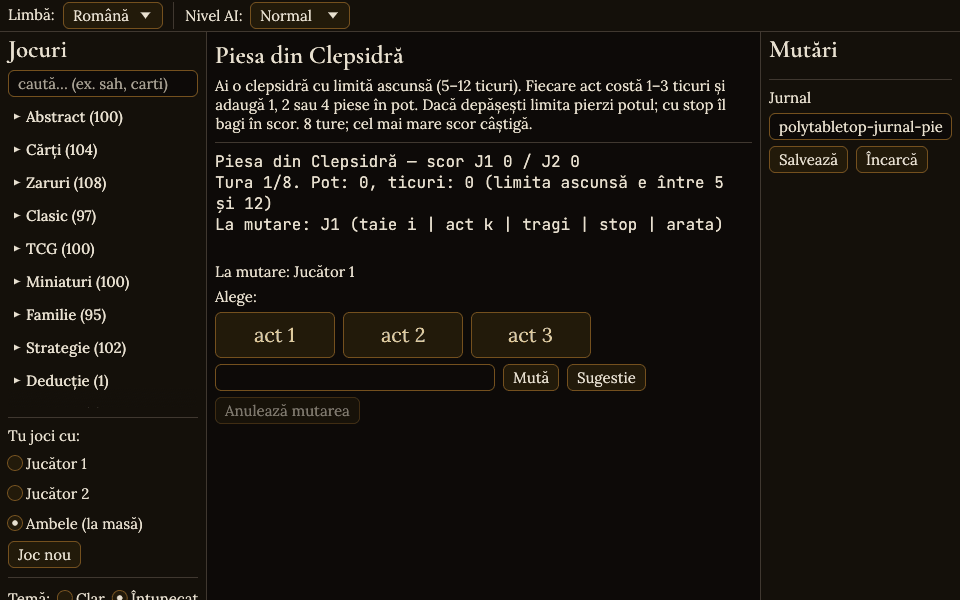 Limbă: Română ▼ Nivel AI: Normal ▼
Jocuri
caută... (ex. sah, carti)
▸ Abstract (100)
▸ Cărți (104)
▸ Zaruri (108)
▸ Clasic (97)
▸ TCG (100)
▸ Miniaturi (100)
▸ Familie (95)
▸ Strategie (102)
▸ Deducție (1)
Tu joci cu:
Jucător 1
Jucător 2
Ambele (la masă)
Joc nou
Temă: Clar Întunecat
Piesa din Clepsidră
Ai o clepsidră cu limită ascunsă (5–12 ticuri). Fiecare act costă 1–3 ticuri și
adaugă 1, 2 sau 4 piese în pot. Dacă depășești limita pierzi potul; cu stop îl
bagi în scor. 8 ture; cel mai mare scor câștigă.
Piesa din Clepsidră — scor J1 0 / J2 0
Tura 1/8. Pot: 0, ticuri: 0 (limita ascunsă e între 5
și 12)
La mutare: J1 (taie i | act k | tragi | stop | arata)
La mutare: Jucător 1
Alege:
act 1 act 2 act 3
Mută Sugestie
Anulează mutarea
Mutări
Jurnal
polytabletop-jurnal-pie
Salvează Încarcă